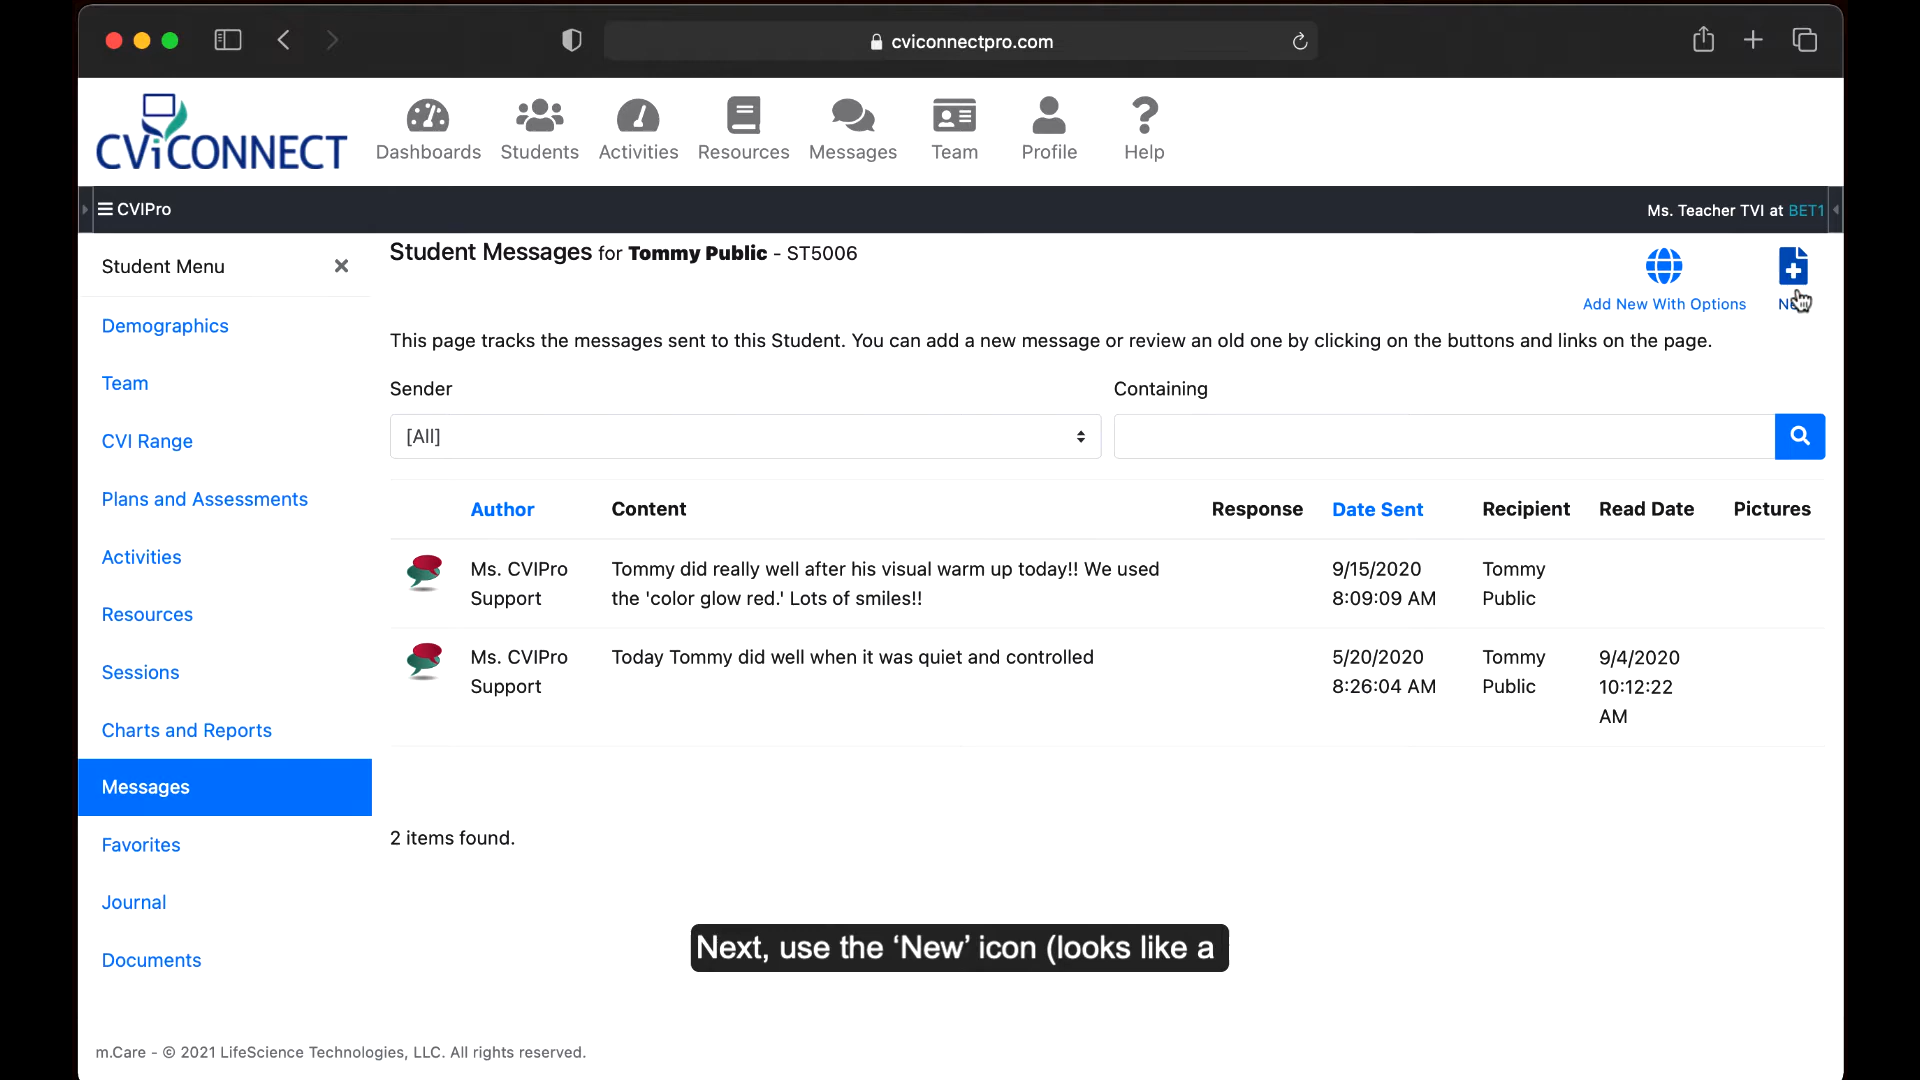 cviconnectpro.com
CViCONNECT
Dashboards
Students
Activities
Resources
Messages
Team
Profile
Help
CVIPro
Ms. Teacher TVI at BET1
Student Menu
Demographics
Team
CVI Range
Plans and Assessments
Activities
Resources
Sessions
Charts and Reports
Messages
Favorites
Journal
Documents
Student Messages for Tommy Public - ST5006
Add New With Options
This page tracks the messages sent to this Student. You can add a new message or review an old one by clicking on the buttons and links on the page.
Sender
Containing
[All]
Author Content Response Date Sent Recipient Read Date Pictures
Ms. CVIPro
Support
Tommy did really well after his visual warm up today!! We used
the 'color glow red.' Lots of smiles!!
9/15/2020
8:09:09 AM
Tommy
Public
Ms. CVIPro
Support
Today Tommy did well when it was quiet and controlled
5/20/2020
8:26:04 AM
Tommy
Public
9/4/2020
10:12:22
AM
2 items found.
Next, use the ‘New’ icon (looks like a
m.Care - © 2021 LifeScience Technologies, LLC. All rights reserved.